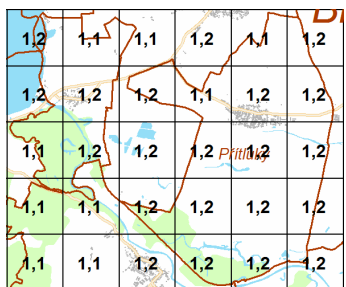 1,2 1,1 1,1 1,2 1,1 1,2
1,2 1,2 1,2 1,1 1,2 1,2
1,1 1,2 1,2 1,2 Přítluky 1,2 1,2
1,1 1,1 1,2 1,2 1,2 1,2
1,1 1,1 1,2 1,2 1,2 1,2